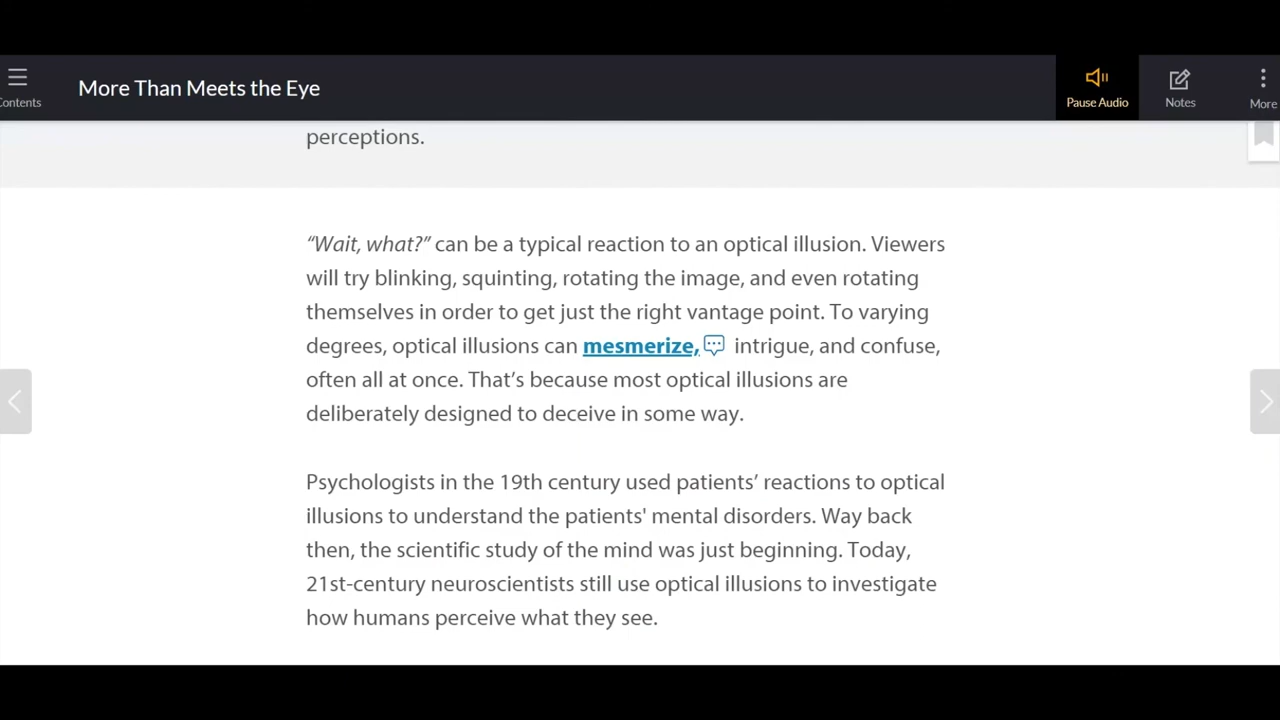 More Than Meets the Eye
Contents
Pause Audio
Notes
More
perceptions.
“Wait, what?” can be a typical reaction to an optical illusion. Viewers
will try blinking, squinting, rotating the image, and even rotating
themselves in order to get just the right vantage point. To varying
degrees, optical illusions can mesmerize, intrigue, and confuse,
often all at once. That’s because most optical illusions are
deliberately designed to deceive in some way.
Psychologists in the 19th century used patients’ reactions to optical
illusions to understand the patients' mental disorders. Way back
then, the scientific study of the mind was just beginning. Today,
21st-century neuroscientists still use optical illusions to investigate
how humans perceive what they see.